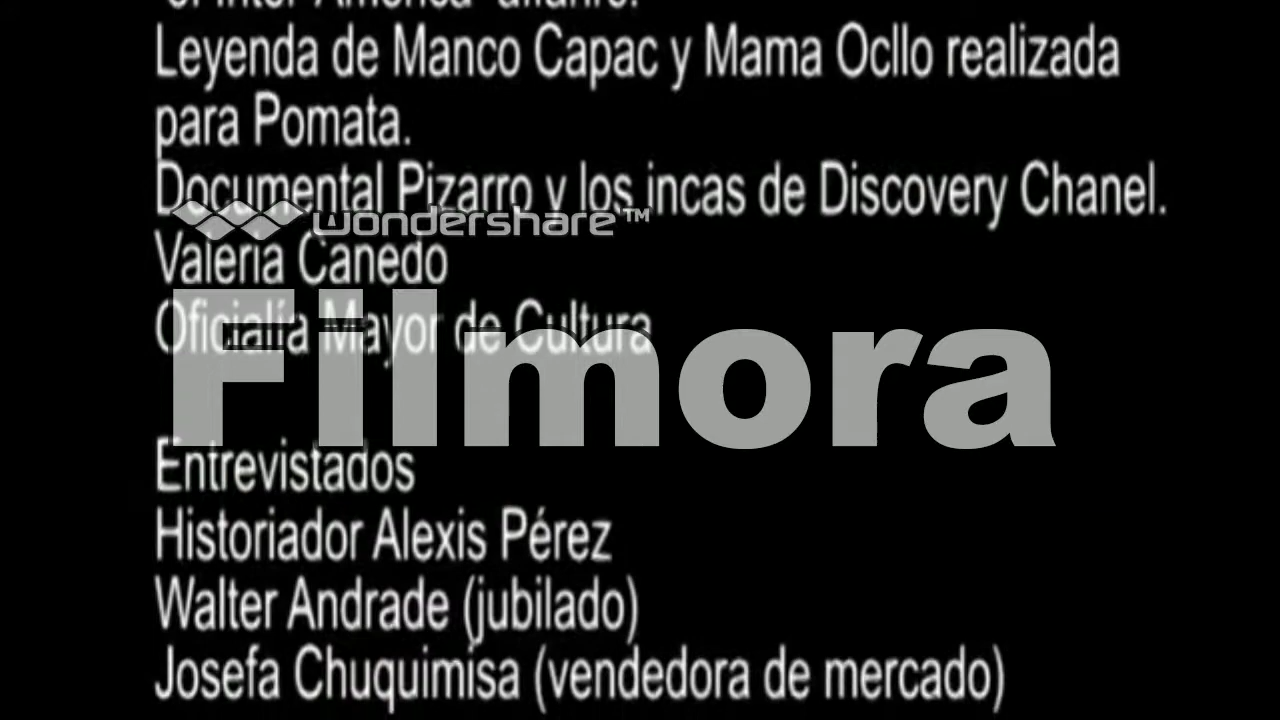 Leyenda de Manco Capac y Mama Ocllo realizada
para Pomata.
Documental Pizarro y los incas de Discovery Chanel.
wondershare™
Valeria Canedo
Filmora
Oficialía Mayor de Cultura
Entrevistados
Historiador Alexis Pérez
Walter Andrade (jubilado)
Josefa Chuquimisa (vendedora de mercado)